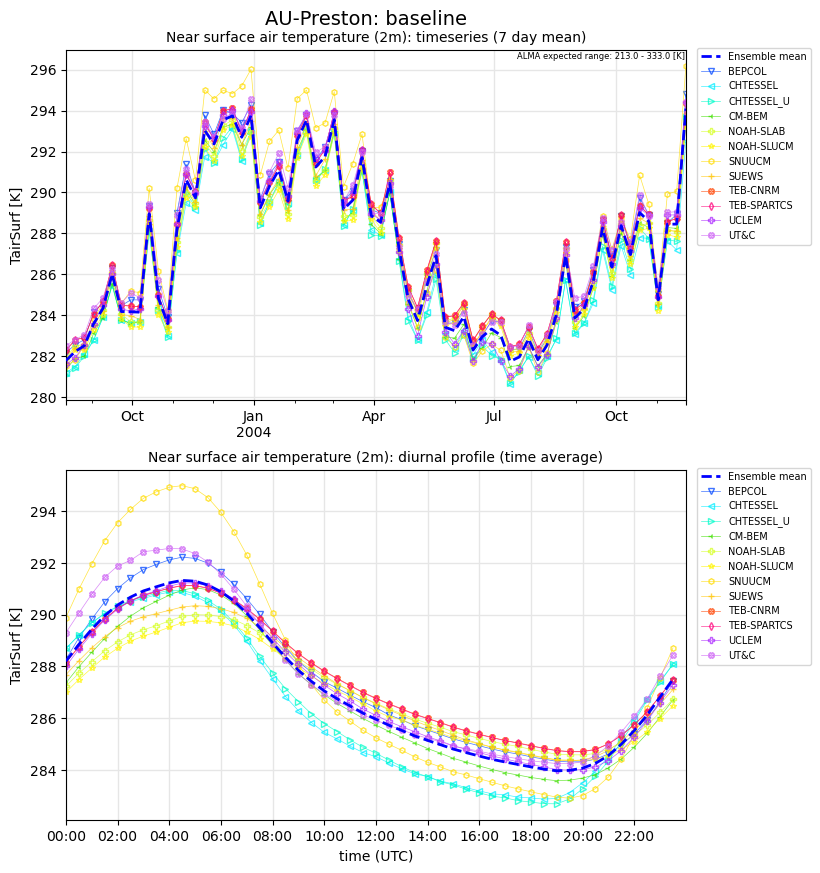 AU-Preston: baseline
Near surface air temperature (2m): timeseries (7 day mean)
ALMA expected range: 213.0 - 333.0 [K]
TairSurf [K]
296
294
292
290
288
286
284
282
280
Oct
Jan
2004
Apr
Jul
Oct
Ensemble mean
BEPCOL
CHTESSEL
CHTESSEL_U
CM-BEM
NOAH-SLAB
NOAH-SLUCM
SNUUCM
SUEWS
TEB-CNRM
TEB-SPARTCS
UCLEM
UT&C
Near surface air temperature (2m): diurnal profile (time average)
TairSurf [K]
294
292
290
288
286
284
00:00
02:00
04:00
06:00
08:00
10:00
12:00
14:00
16:00
18:00
20:00
22:00
time (UTC)
Ensemble mean
BEPCOL
CHTESSEL
CHTESSEL_U
CM-BEM
NOAH-SLAB
NOAH-SLUCM
SNUUCM
SUEWS
TEB-CNRM
TEB-SPARTCS
UCLEM
UT&C